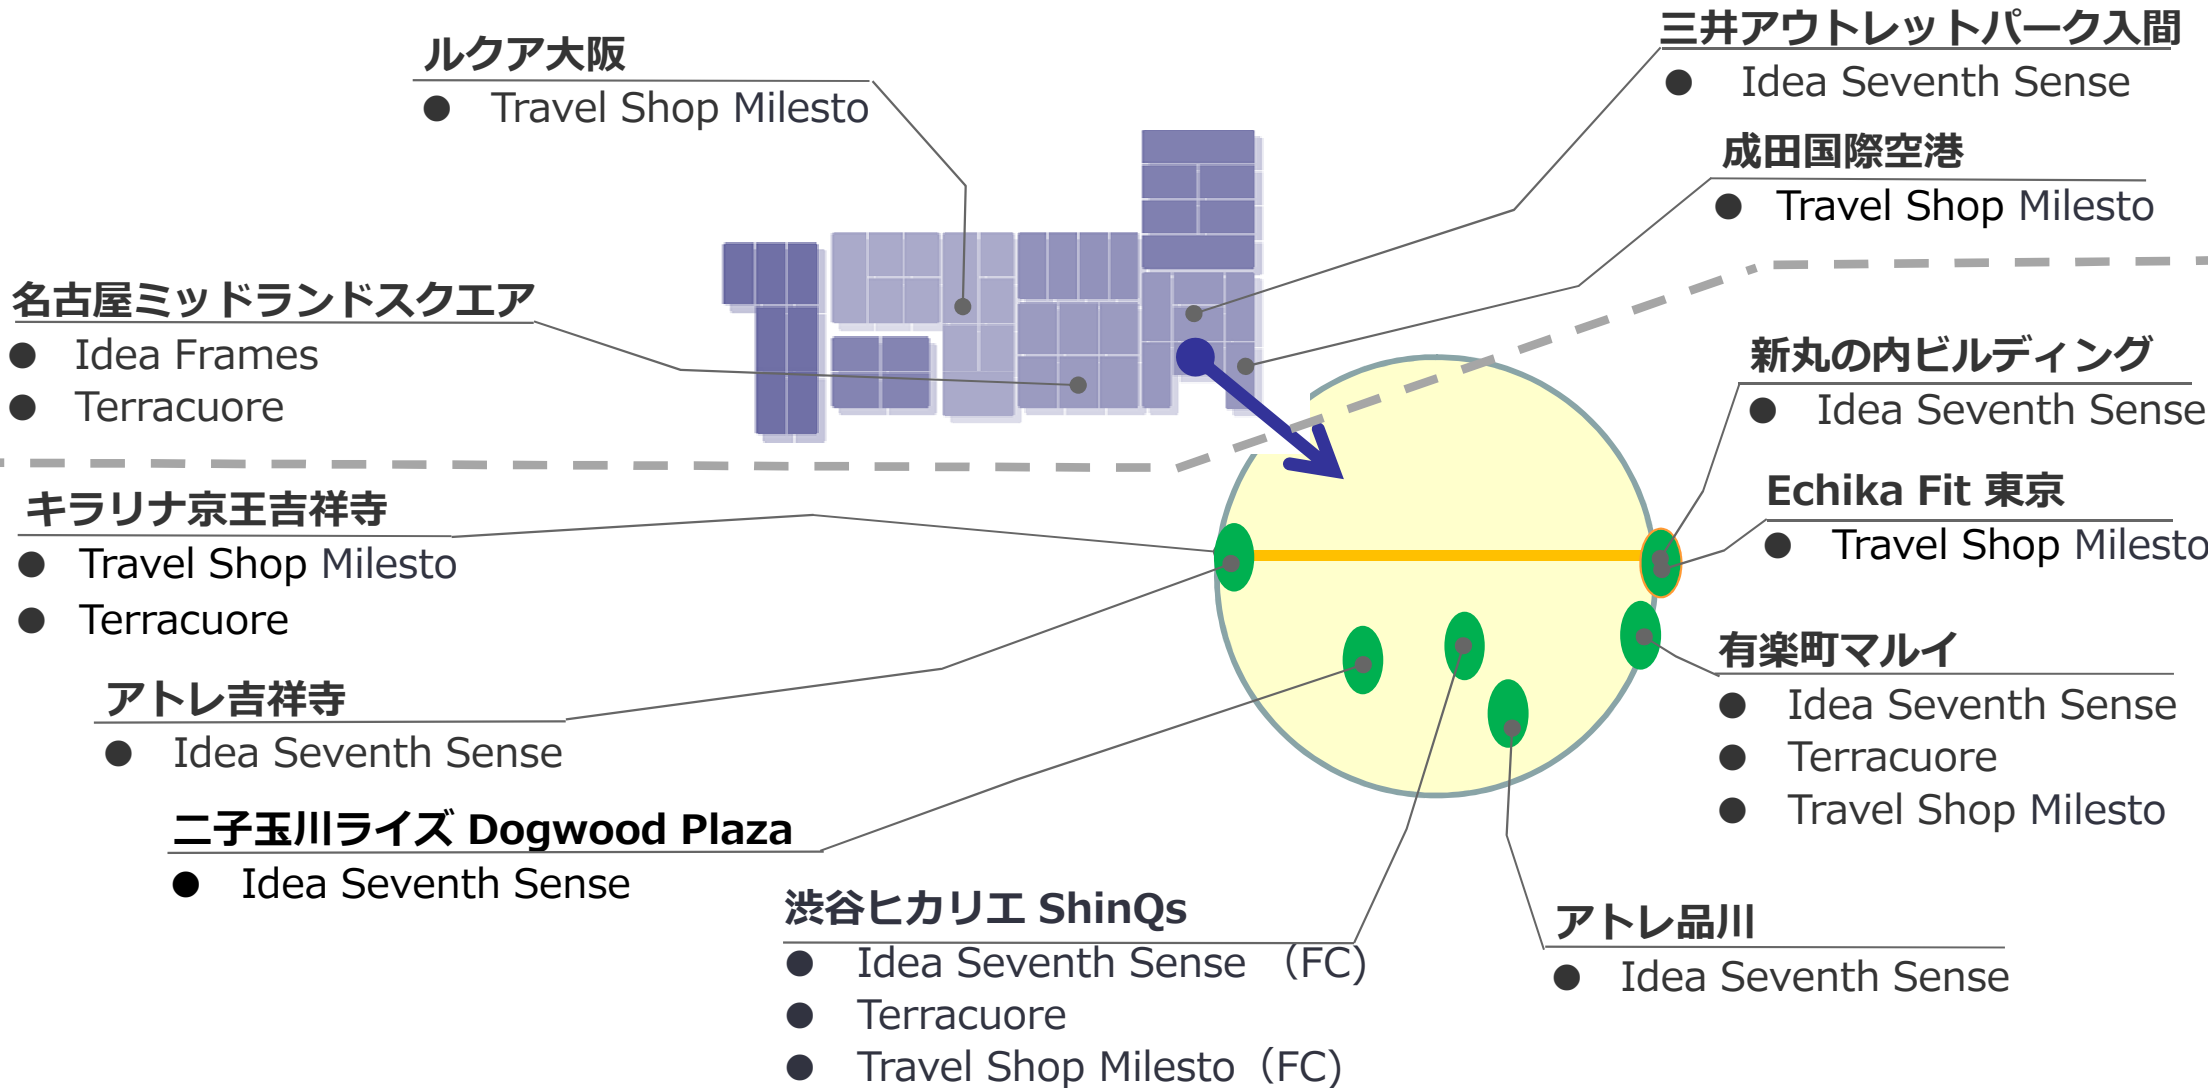 ルクア大阪
● Travel Shop Milesto
三井アウトレットパーク入間
● Idea Seventh Sense
成田国際空港
● Travel Shop Milesto
名古屋ミッドランドスクエア
● Idea Frames
● Terracuore
新丸の内ビルディング
● Idea Seventh Sense
Echika Fit 東京
● Travel Shop Milesto
キラリナ京王吉祥寺
● Travel Shop Milesto
● Terracuore
有楽町マルイ
● Idea Seventh Sense
● Terracuore
● Travel Shop Milesto
アトレ吉祥寺
● Idea Seventh Sense
二子玉川ライズ Dogwood Plaza
● Idea Seventh Sense
渋谷ヒカリエ ShinQs
● Idea Seventh Sense （FC)
● Terracuore
● Travel Shop Milesto（FC)
アトレ品川
● Idea Seventh Sense